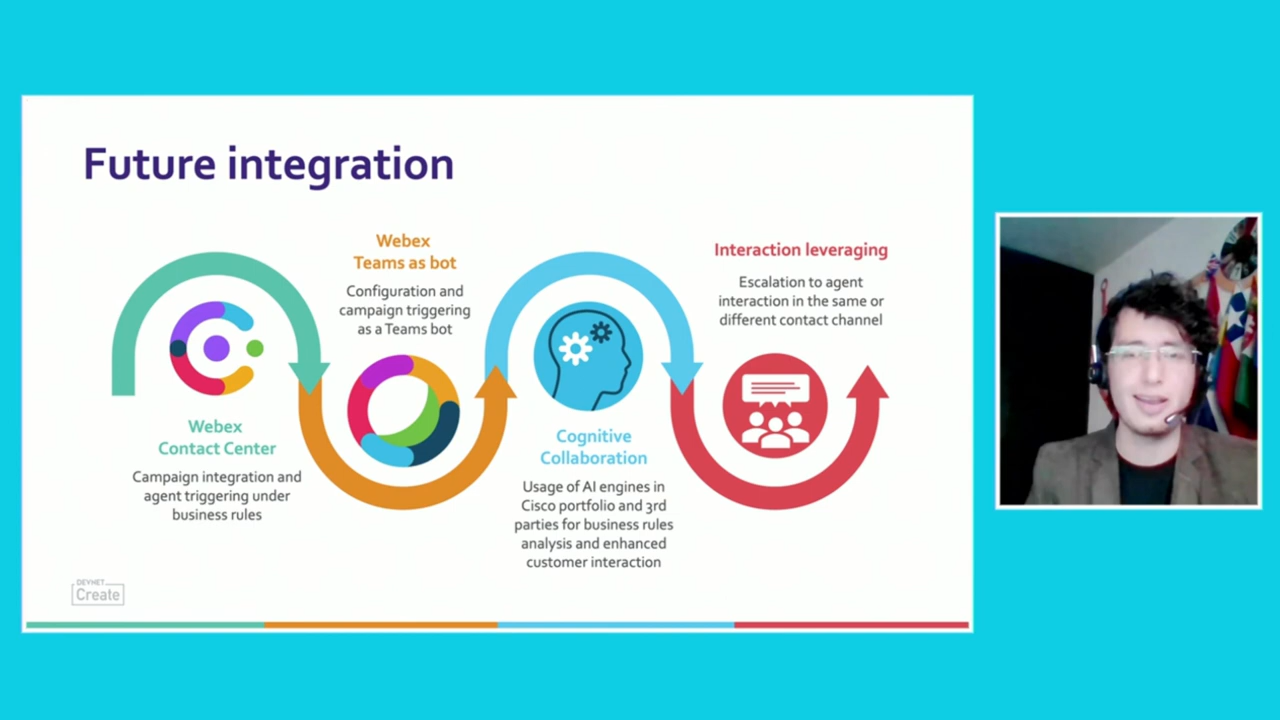 Future integration
Webex
Contact Center
Campaign integration and
agent triggering under
business rules
Webex
Teams as bot
Configuration and
campaign triggering
as a Teams bot
Cognitive
Collaboration
Usage of AI engines in
Cisco portfolio and 3rd
parties for business rules
analysis and enhanced
customer interaction
Interaction leveraging
Escalation to agent
interaction in the same or
different contact channel
DEVNET
Create